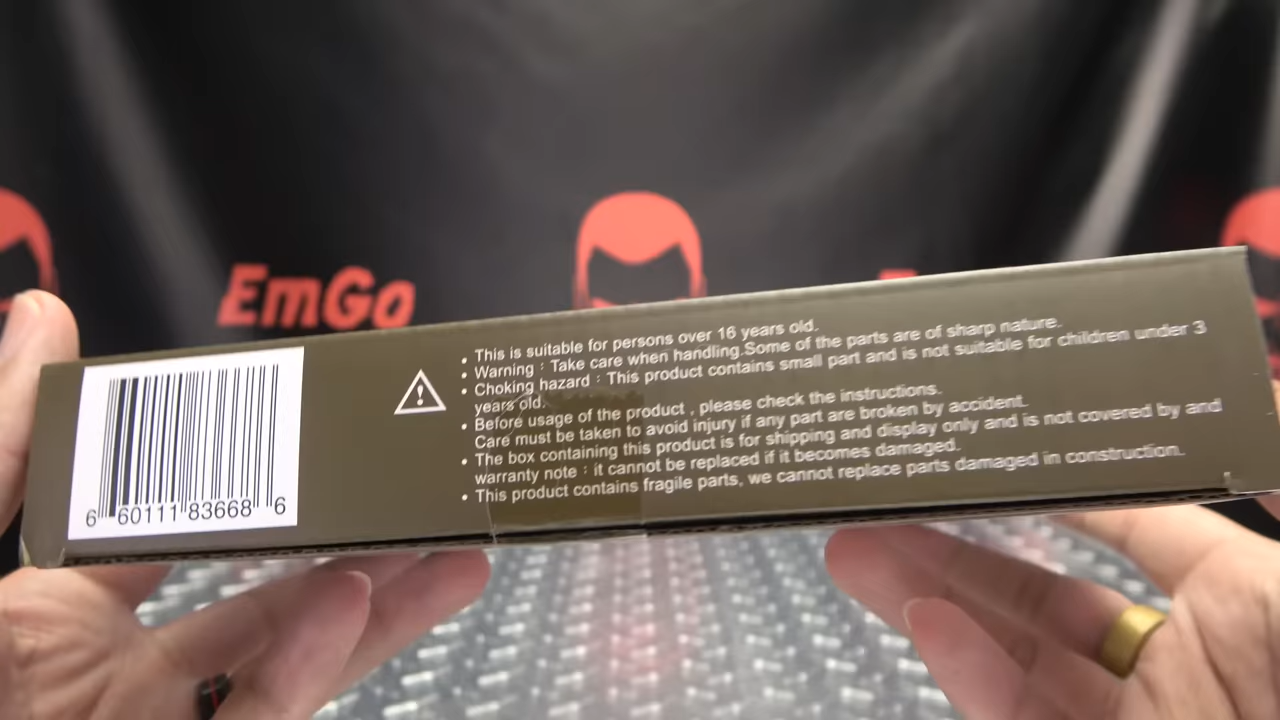 EmGo
• This is suitable for persons over 16 years old.
• Warning : Take care when handling.Some of the parts are of sharp nature.
• Choking hazard : This product contains small part and is not suitable for children under 3
years old.
• Before usage of the product , please check the instructions.
Care must be taken to avoid injury if any part are broken by accident.
• The box containing this product is for shipping and display only and is not covered by and
warranty note : it cannot be replaced if it becomes damaged.
• This product contains fragile parts, we cannot replace parts damaged in construction.
6 60111 83668 6